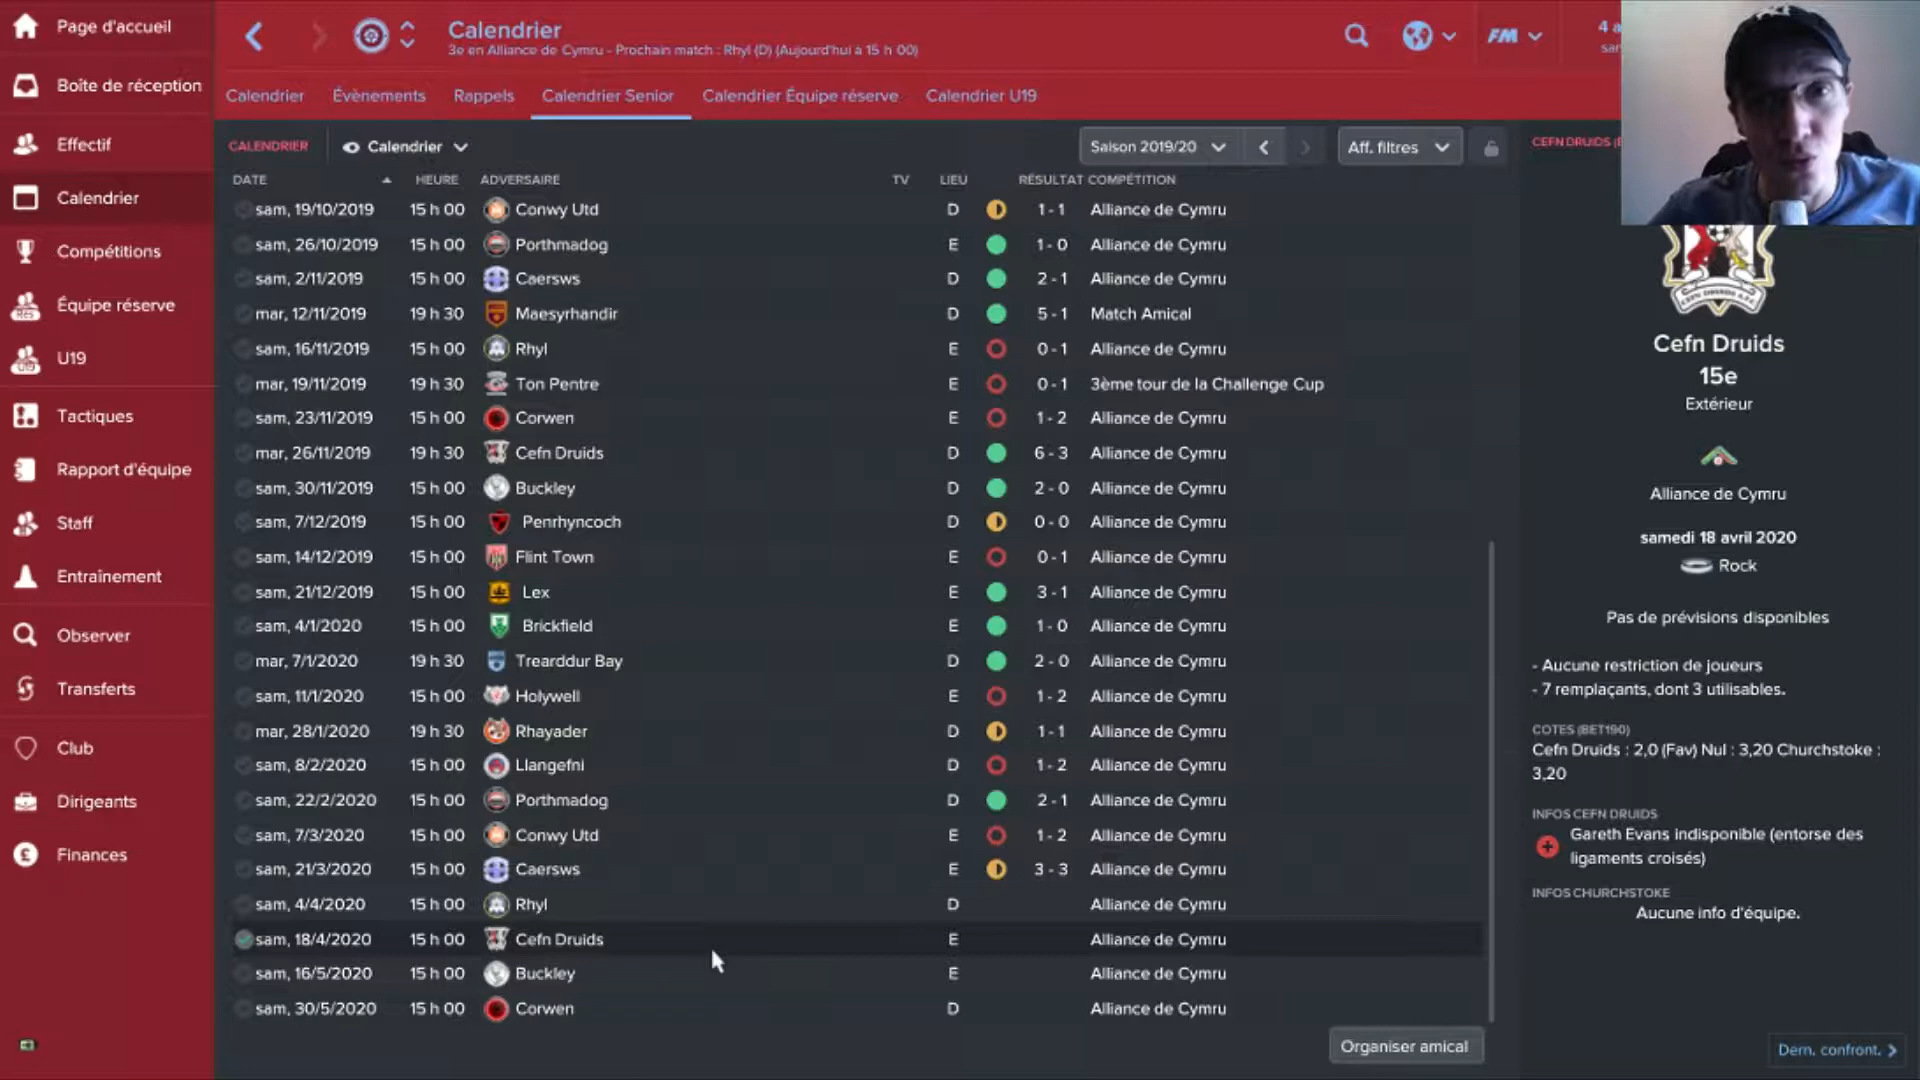 Page d'accueil
Boîte de réception
Effectif
Calendrier
Compétitions
Équipe réserve
U19
Tactiques
Rapport d'équipe
Staff
Entraînement
Observer
Transferts
Club
Dirigeants
Finances
Calendrier
3e en Alliance de Cymru - Prochain match : Rhyl (D) (Aujourd'hui à 15 h 00)
FM
4 a
sar
Calendrier Évènements Rappels Calendrier Senior Calendrier Équipe réserve Calendrier U19
CALENDRIER Calendrier Saison 2019/20 Aff. filtres
DATE HEURE ADVERSAIRE TV LIEU RÉSULTAT COMPÉTITION
sam, 19/10/2019 15 h 00 Conwy Utd D 1 - 1 Alliance de Cymru
sam, 26/10/2019 15 h 00 Porthmadog E 1 - 0 Alliance de Cymru
sam, 2/11/2019 15 h 00 Caersws D 2 - 1 Alliance de Cymru
mar, 12/11/2019 19 h 30 Maesyrhandir D 5 - 1 Match Amical
sam, 16/11/2019 15 h 00 Rhyl E 0 - 1 Alliance de Cymru
mar, 19/11/2019 19 h 30 Ton Pentre E 0 - 1 3ème tour de la Challenge Cup
sam, 23/11/2019 15 h 00 Corwen E 1 - 2 Alliance de Cymru
mar, 26/11/2019 19 h 30 Cefn Druids D 6 - 3 Alliance de Cymru
sam, 30/11/2019 15 h 00 Buckley D 2 - 0 Alliance de Cymru
sam, 7/12/2019 15 h 00 Penrhyncoch D 0 - 0 Alliance de Cymru
sam, 14/12/2019 15 h 00 Flint Town E 0 - 1 Alliance de Cymru
sam, 21/12/2019 15 h 00 Lex E 3 - 1 Alliance de Cymru
sam, 4/1/2020 15 h 00 Brickfield E 1 - 0 Alliance de Cymru
mar, 7/1/2020 19 h 30 Trearddur Bay D 2 - 0 Alliance de Cymru
sam, 11/1/2020 15 h 00 Holywell E 1 - 2 Alliance de Cymru
mar, 28/1/2020 19 h 30 Rhayader D 1 - 1 Alliance de Cymru
sam, 8/2/2020 15 h 00 Llangefni D 1 - 2 Alliance de Cymru
sam, 22/2/2020 15 h 00 Porthmadog D 2 - 1 Alliance de Cymru
sam, 7/3/2020 15 h 00 Conwy Utd E 1 - 2 Alliance de Cymru
sam, 21/3/2020 15 h 00 Caersws E 3 - 3 Alliance de Cymru
sam, 4/4/2020 15 h 00 Rhyl D Alliance de Cymru
sam, 18/4/2020 15 h 00 Cefn Druids E Alliance de Cymru
sam, 16/5/2020 15 h 00 Buckley E Alliance de Cymru
sam, 30/5/2020 15 h 00 Corwen D Alliance de Cymru
Organiser amical
CEFN DRUIDS (E
CEFN DRUIDS A.F.C.
Cefn Druids
15e
Extérieur
Alliance de Cymru
samedi 18 avril 2020
Rock
Pas de prévisions disponibles
- Aucune restriction de joueurs
- 7 remplaçants, dont 3 utilisables.
COTES (BET190)
Cefn Druids : 2,0 (Fav) Nul : 3,20 Churchstoke :
3,20
INFOS CEFN DRUIDS
Gareth Evans indisponible (entorse des
ligaments croisés)
INFOS CHURCHSTOKE
Aucune info d'équipe.
Dern. confront.